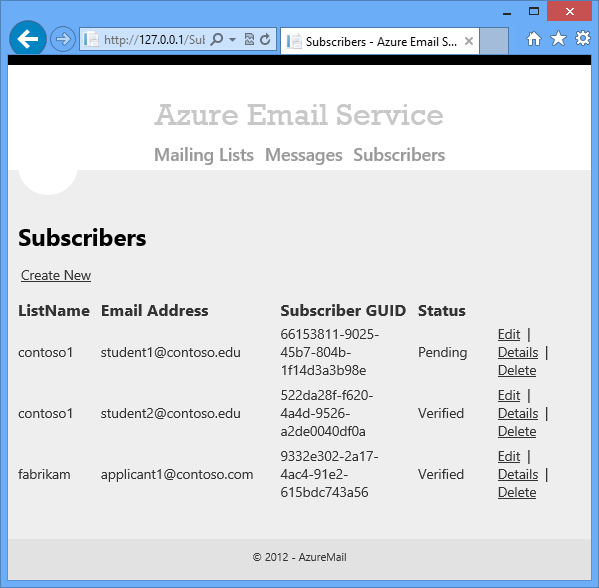 http://127.0.0.1/Sul
Subscribers - Azure Email S...
Azure Email Service
Mailing Lists Messages Subscribers
Subscribers
Create New
ListName Email Address Subscriber GUID Status
contoso1 student1@contoso.edu 66153811-9025-45b7-804b-1f14d3a3b98e Pending Edit | Details | Delete
contoso1 student2@contoso.edu 522da28f-f620-4a4d-9526-a2de0040df0a Verified Edit | Details | Delete
fabrikam applicant1@contoso.com 9332e302-2a17-4ac4-91e2-615bdc743a56 Verified Edit | Details | Delete
© 2012 - AzureMail